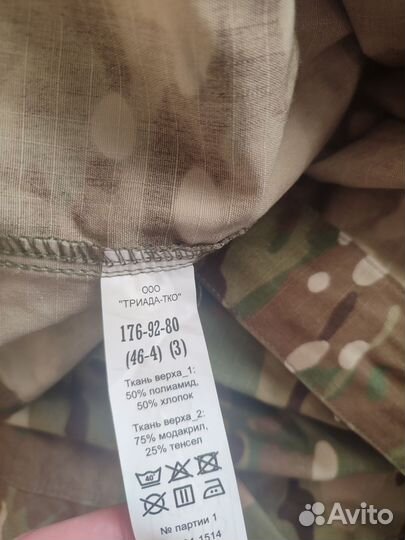 ООО
"ТРИАДА-ТКО"
176-92-80
(46-4) (3)
Ткань верха_1:
50% полиамид,
50% хлопок
Ткань верха_2:
75% модакрил,
25% тенсел
40°
№ партии 1
1514
Avito